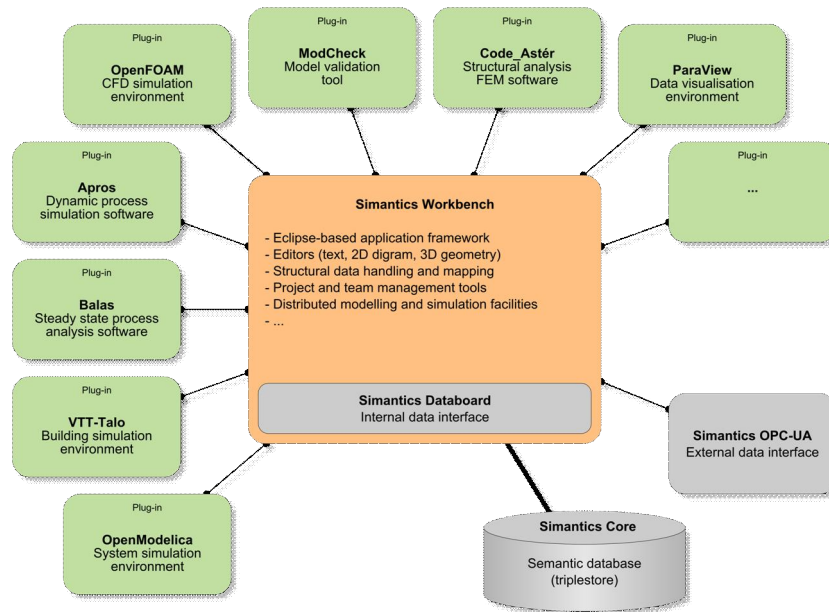 Plug-in
OpenFOAM
CFD simulation
environment
Plug-in
ModCheck
Model validation
tool
Plug-in
Code_Astér
Structural analysis
FEM software
Plug-in
ParaView
Data visualisation
environment
Plug-in
Apros
Dynamic process
simulation software
Plug-in
...
Plug-in
Balas
Steady state process
analysis software
Plug-in
VTT-Talo
Building simulation
environment
Plug-in
OpenModelica
System simulation
environment
Simantics Workbench
- Eclipse-based application framework
- Editors (text, 2D digram, 3D geometry)
- Structural data handling and mapping
- Project and team management tools
- Distributed modelling and simulation facilities
- ...
Simantics Databoard
Internal data interface
Simantics OPC-UA
External data interface
Simantics Core
Semantic database
(triplestore)